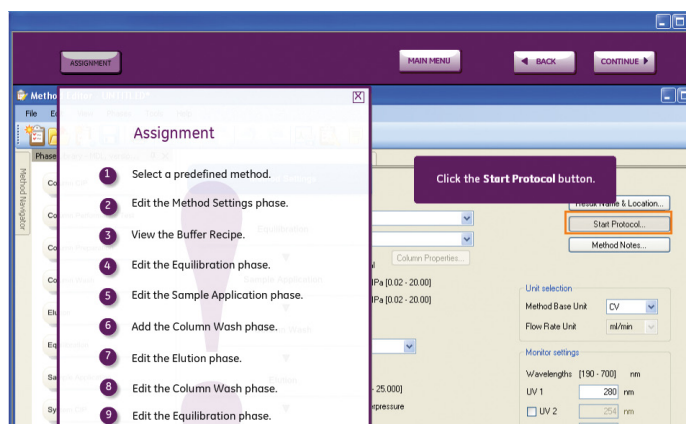 ASSIGNMENT
MAIN MENU
BACK
CONTINUE
Metho
File
Phase
Method Navigator
Assignment
1 Select a predefined method.
2 Edit the Method Settings phase.
3 View the Buffer Recipe.
4 Edit the Equilibration phase.
5 Edit the Sample Application phase.
6 Add the Column Wash phase.
7 Edit the Elution phase.
8 Edit the Column Wash phase.
9 Edit the Equilibration phase.
Click the Start Protocol button.
Result Name & Location...
Start Protocol...
Method Notes...
Column Properties...
Pa [0.02 - 20.00]
Pa [0.02 - 20.00]
- 25.000]
Unit selection
Method Base Unit CV
Flow Rate Unit ml/min
Monitor settings
Wavelengths [190 - 700] nm
UV 1 280 nm
UV 2 254 nm